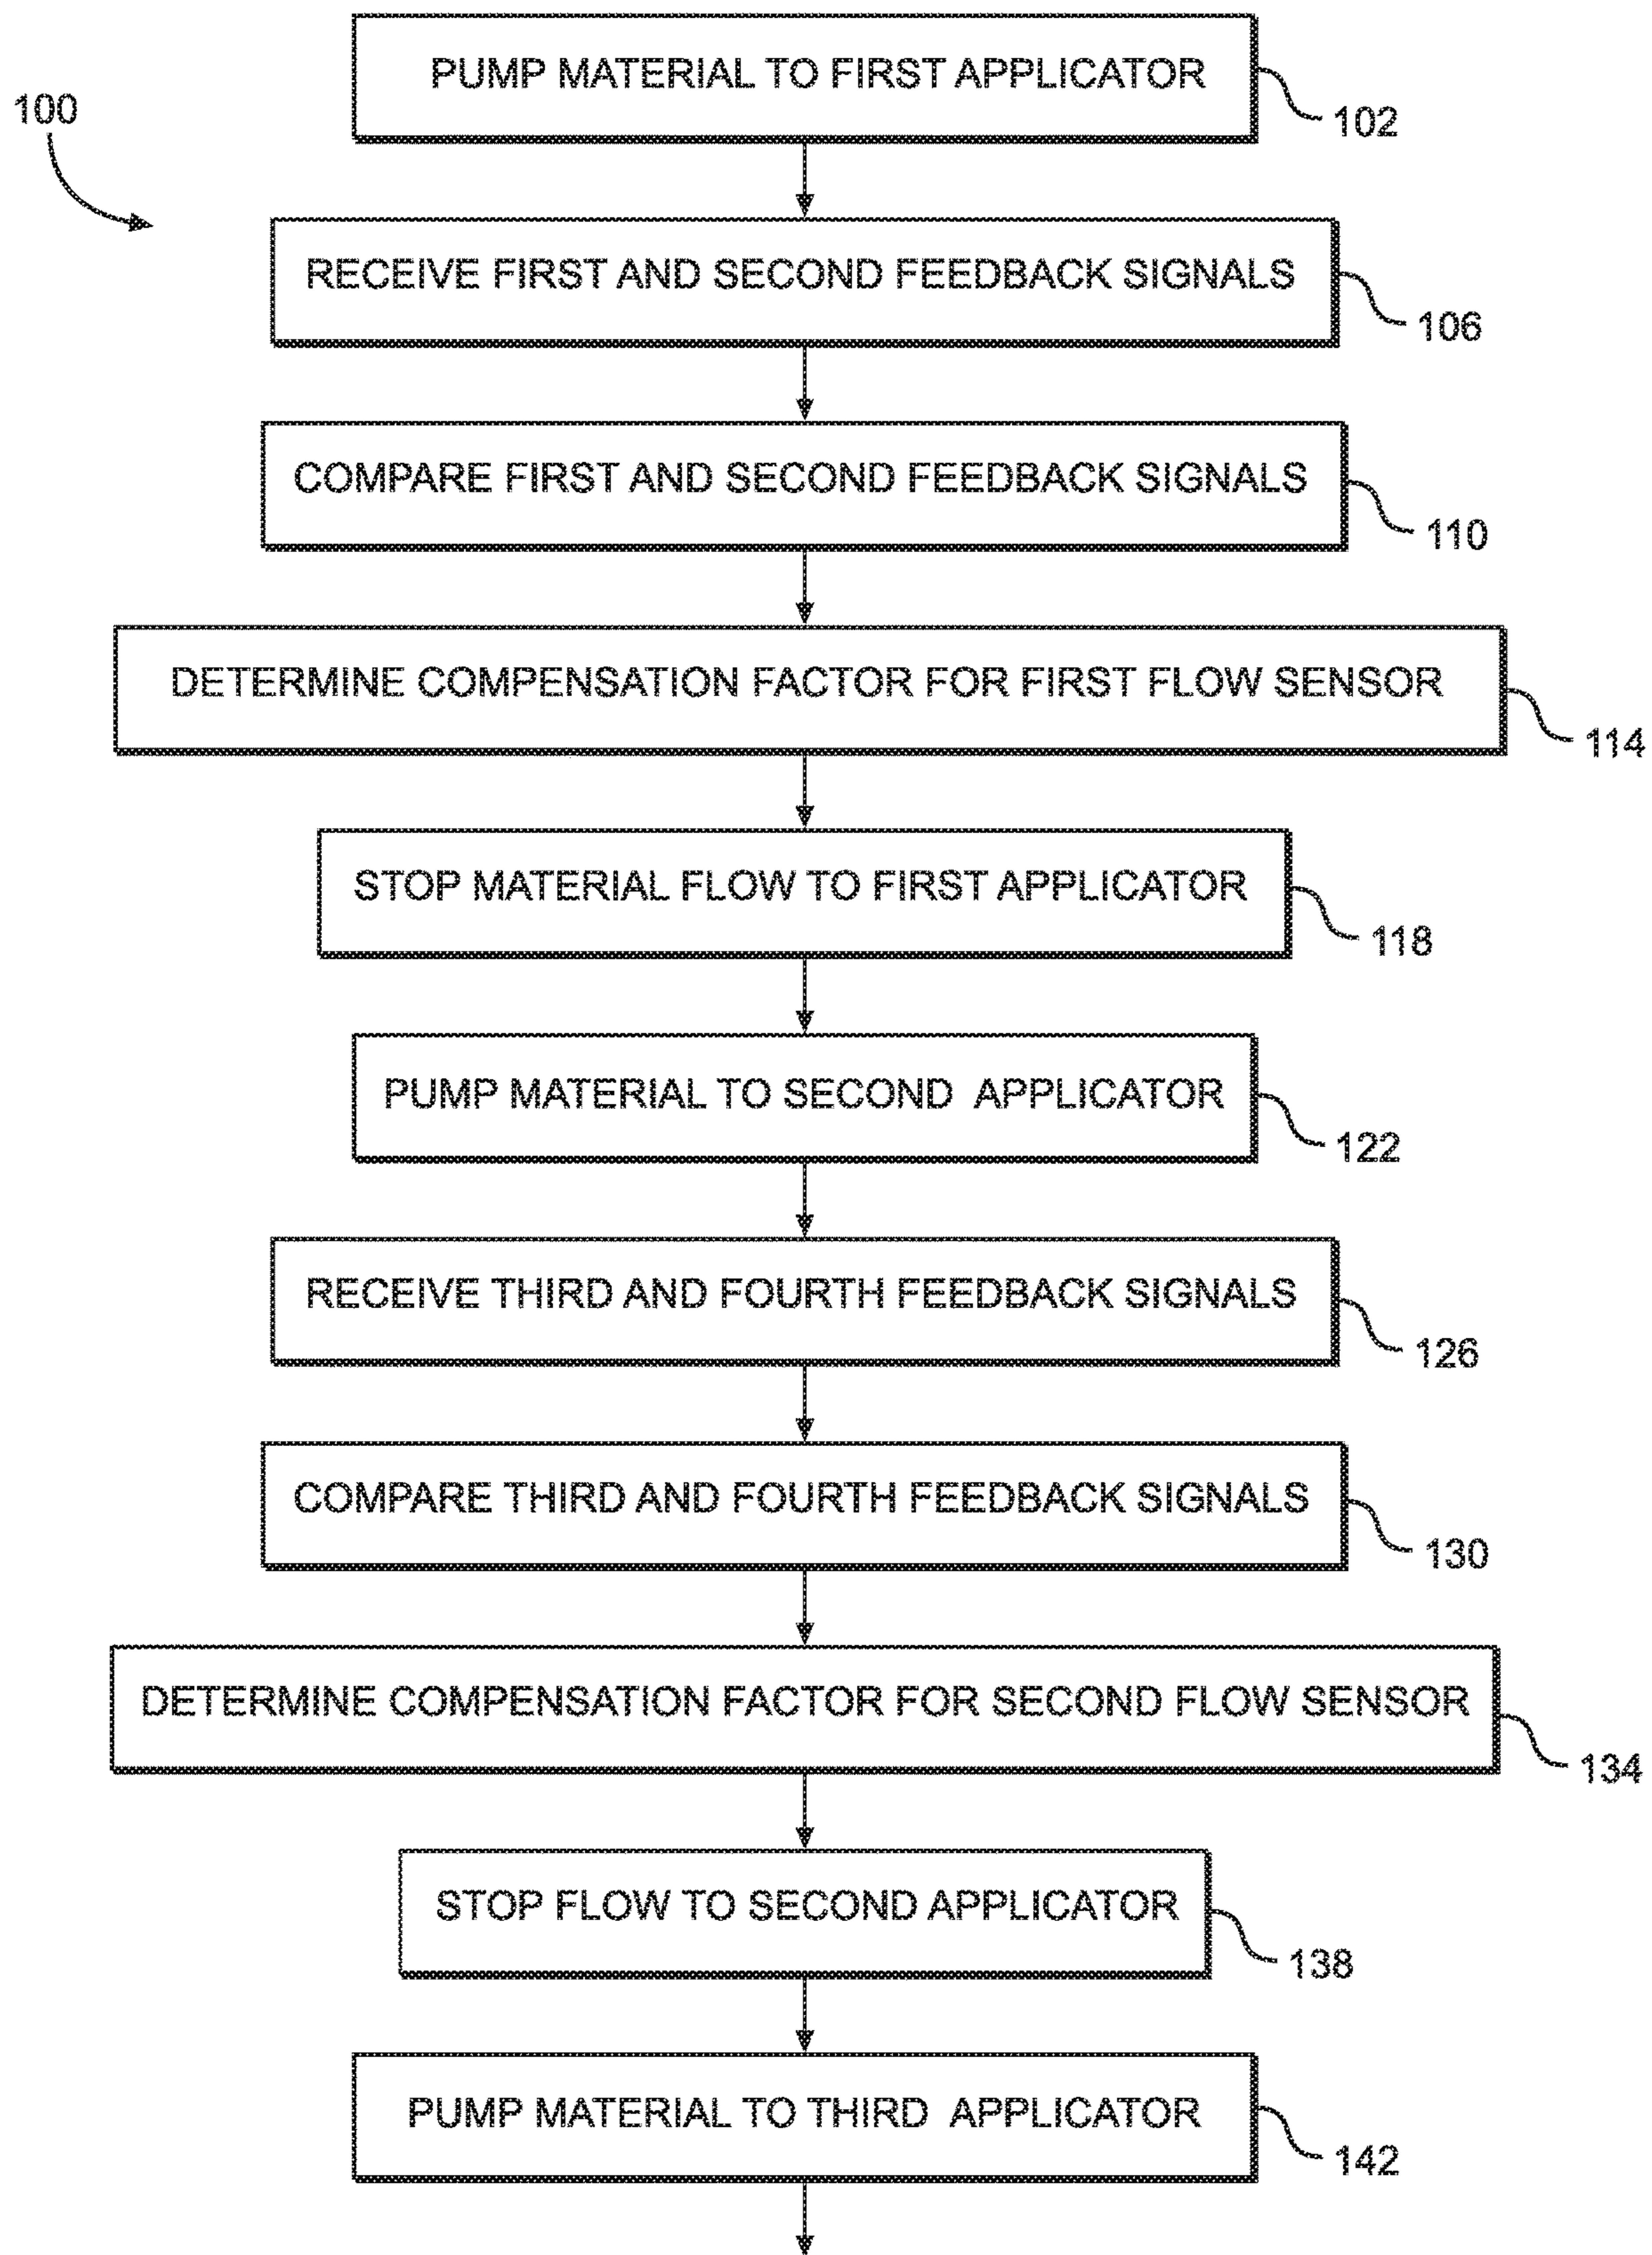 PUMP MATERIAL TO FIRST APPLICATOR
102
100
RECEIVE FIRST AND SECOND FEEDBACK SIGNALS
106
COMPARE FIRST AND SECOND FEEDBACK SIGNALS
110
DETERMINE COMPENSATION FACTOR FOR FIRST FLOW SENSOR
114
STOP MATERIAL FLOW TO FIRST APPLICATOR
118
PUMP MATERIAL TO SECOND APPLICATOR
122
RECEIVE THIRD AND FOURTH FEEDBACK SIGNALS
126
COMPARE THIRD AND FOURTH FEEDBACK SIGNALS
130
DETERMINE COMPENSATION FACTOR FOR SECOND FLOW SENSOR
134
STOP FLOW TO SECOND APPLICATOR
138
PUMP MATERIAL TO THIRD APPLICATOR
142